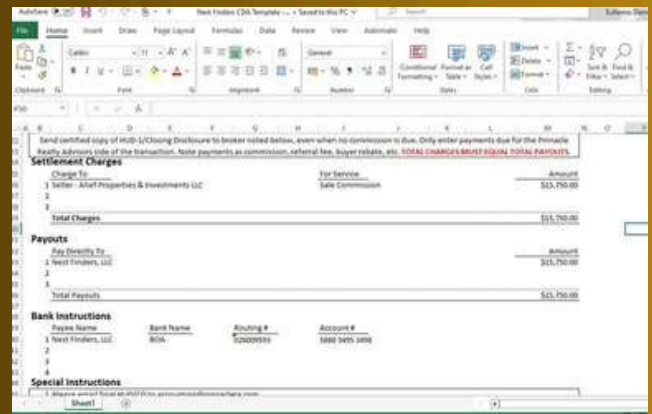 AutoSave
Nest Finders CDA Template
Saved to this PC
File Home Insert Draw Page Layout Formulas Data Review View Automate Help
Calibri 11 General
Conditional Formatting Format as Table Cell Styles
Insert
Delete
Format
Sort & Filter Find & Select
Clipboard Font Alignment Number Styles Cells Editing
Send certified copy of HUD-1/Closing Disclosure to broker noted below, even when no commission is due. Only enter payments due for the Pinnacle
Realty Advisors side of the transaction. Note payments as commission, referral fee, buyer rebate, etc. TOTAL CHARGES MUST EQUAL TOTAL PAYOUTS.
Settlement Charges
Charge To For Service Amount
1 Seller - Alief Properties & Investments LLC Sale Commission $15,750.00
2
3
Total Charges $15,750.00
Payouts
Pay Directly To Amount
1 Nest Finders, LLC $15,750.00
2
3
Total Payouts $15,750.00
Bank Instructions
Payee Name Bank Name Routing # Account #
1 Nest Finders, LLC BOA
2
3
4
Special Instructions
Sheet1